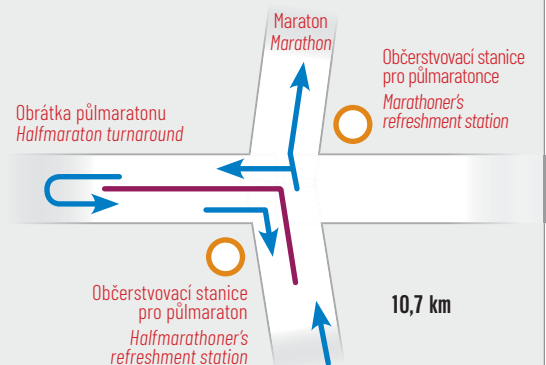 Maraton
Marathon
Občerstvovací stanice
pro půlmaratonce
Marathoner's
refreshment station
Obrátka půlmaratonu
Halfmaraton turnaround
Občerstvovací stanice
pro půlmaraton
Halfmarathoner's
refreshment station
10,7 km